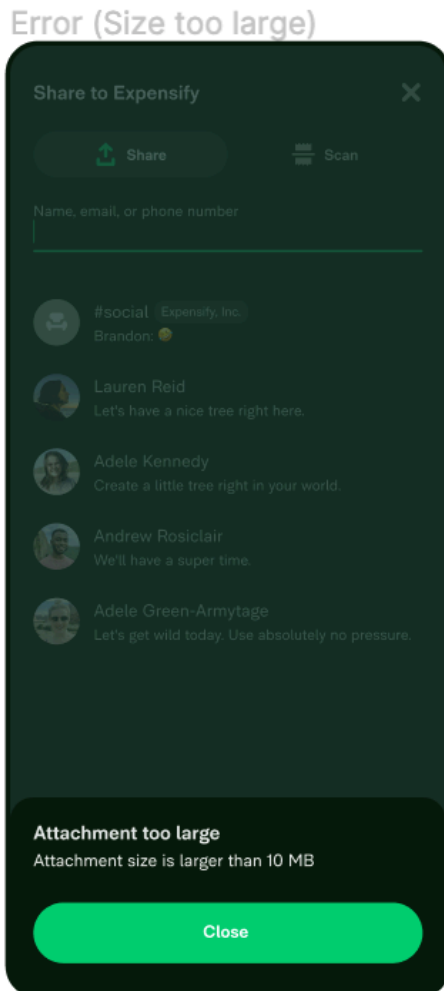 Error (Size too large)
Share to Expensify
Share
Scan
Name, email, or phone number
#social Expensify, Inc.
Brandon: 🤣
Lauren Reid
Let's have a nice tree right here.
Adele Kennedy
Create a little tree right in your world.
Andrew Rosiclair
We'll have a super time.
Adele Green-Armytage
Let's get wild today. Use absolutely no pressure.
Attachment too large
Attachment size is larger than 10 MB
Close